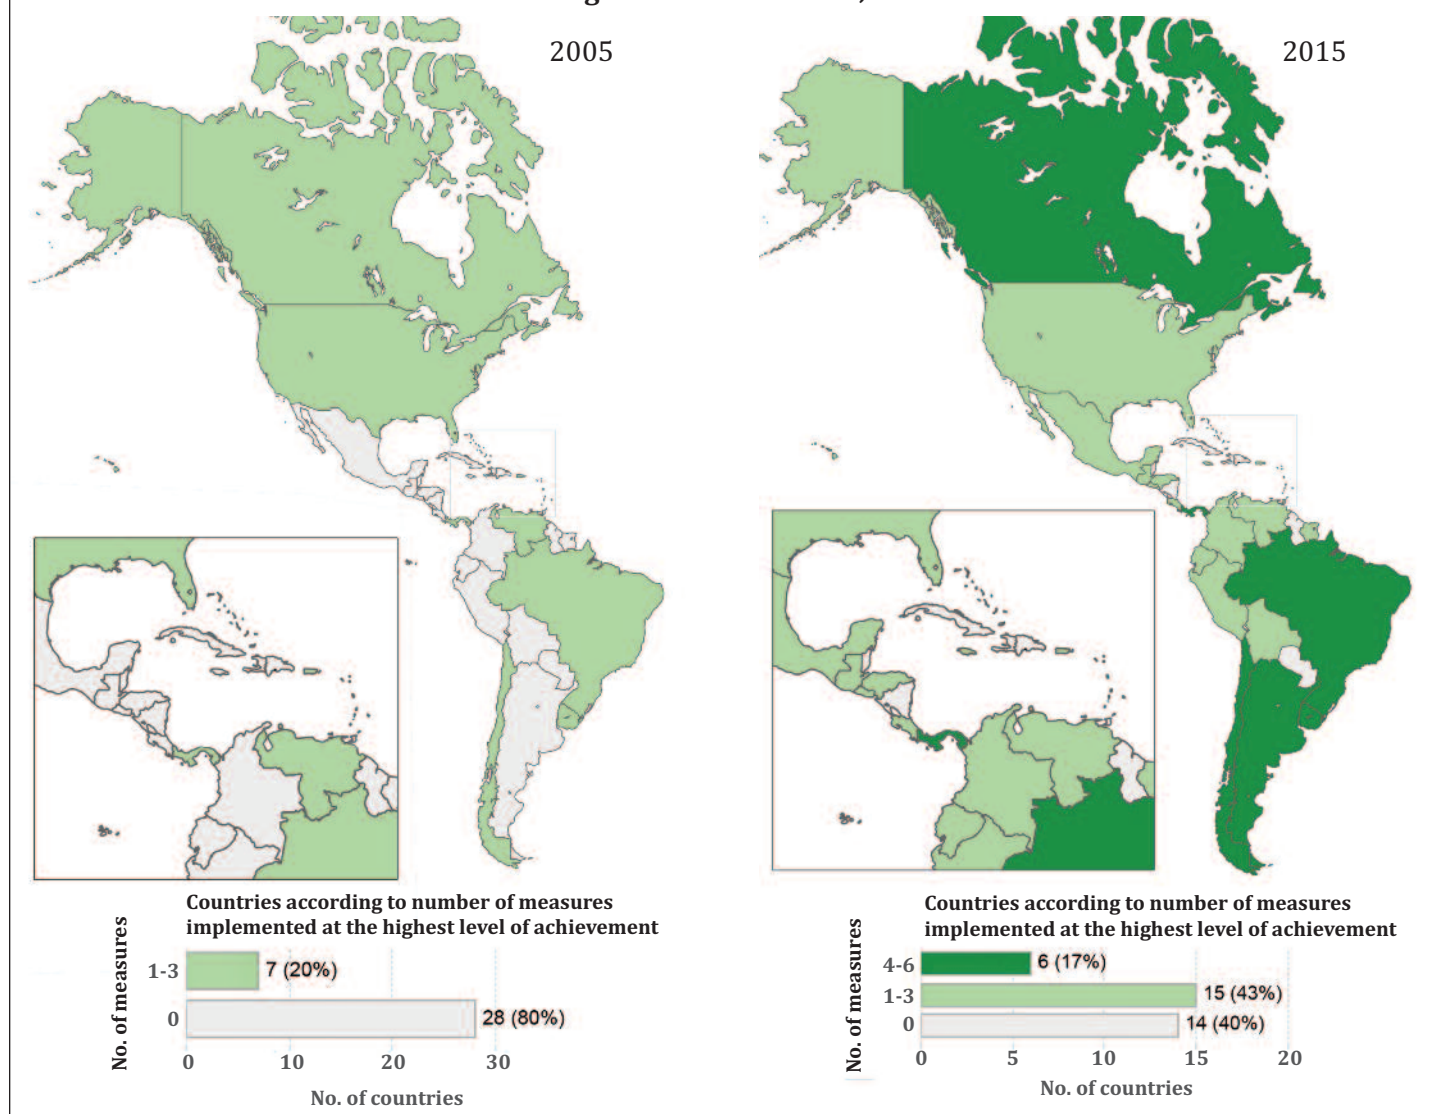 2005
2015
Countries according to number of measures
implemented at the highest level of achievement
No. of measures
1-3
7 (20%)
0
28 (80%)
0 10 20 30
No. of countries
Countries according to number of measures
implemented at the highest level of achievement
No. of measures
4-6
6 (17%)
1-3
15 (43%)
0
14 (40%)
0 5 10 15 20
No. of countries